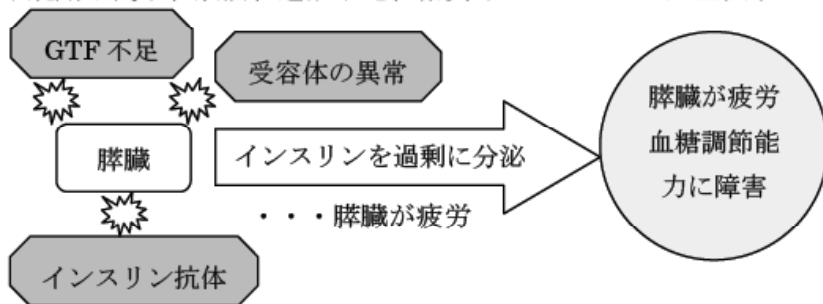 GTF 不足
受容体の異常
膵臓
インスリンを過剰に分泌
・・・膵臓が疲労
インスリン抗体
膵臓が疲労
血糖調節能
力に障害